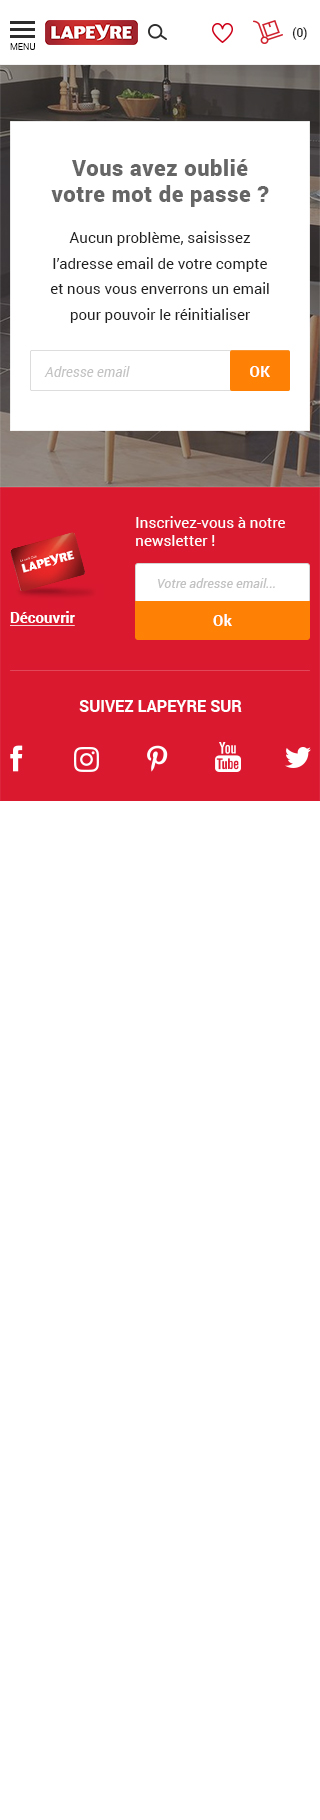 MENU
LAPEYRE
(0)
Vous avez oublié
votre mot de passe ?
Aucun problème, saisissez
l’adresse email de votre compte
et nous vous enverrons un email
pour pouvoir le réinitialiser
Adresse email
OK
Inscrivez-vous à notre
newsletter !
LAPEYRE
Votre adresse email...
Découvrir
Ok
SUIVEZ LAPEYRE SUR
You
Tube